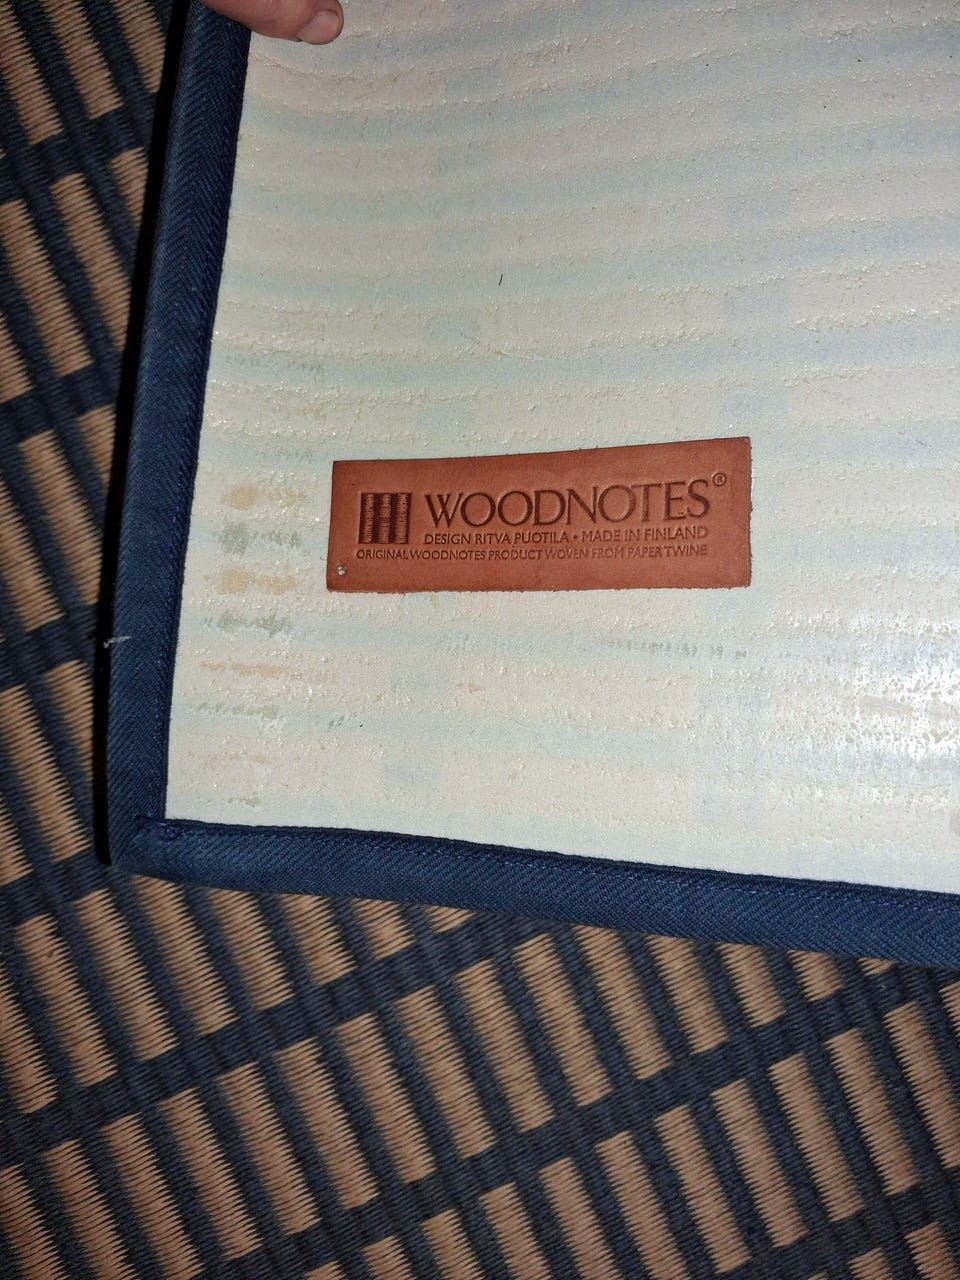 WOODNOTES®
DESIGN RITVA PUOTILA • MADE IN FINLAND
ORIGINAL WOODNOTES PRODUCT WOVEN FROM PAPER TWINE